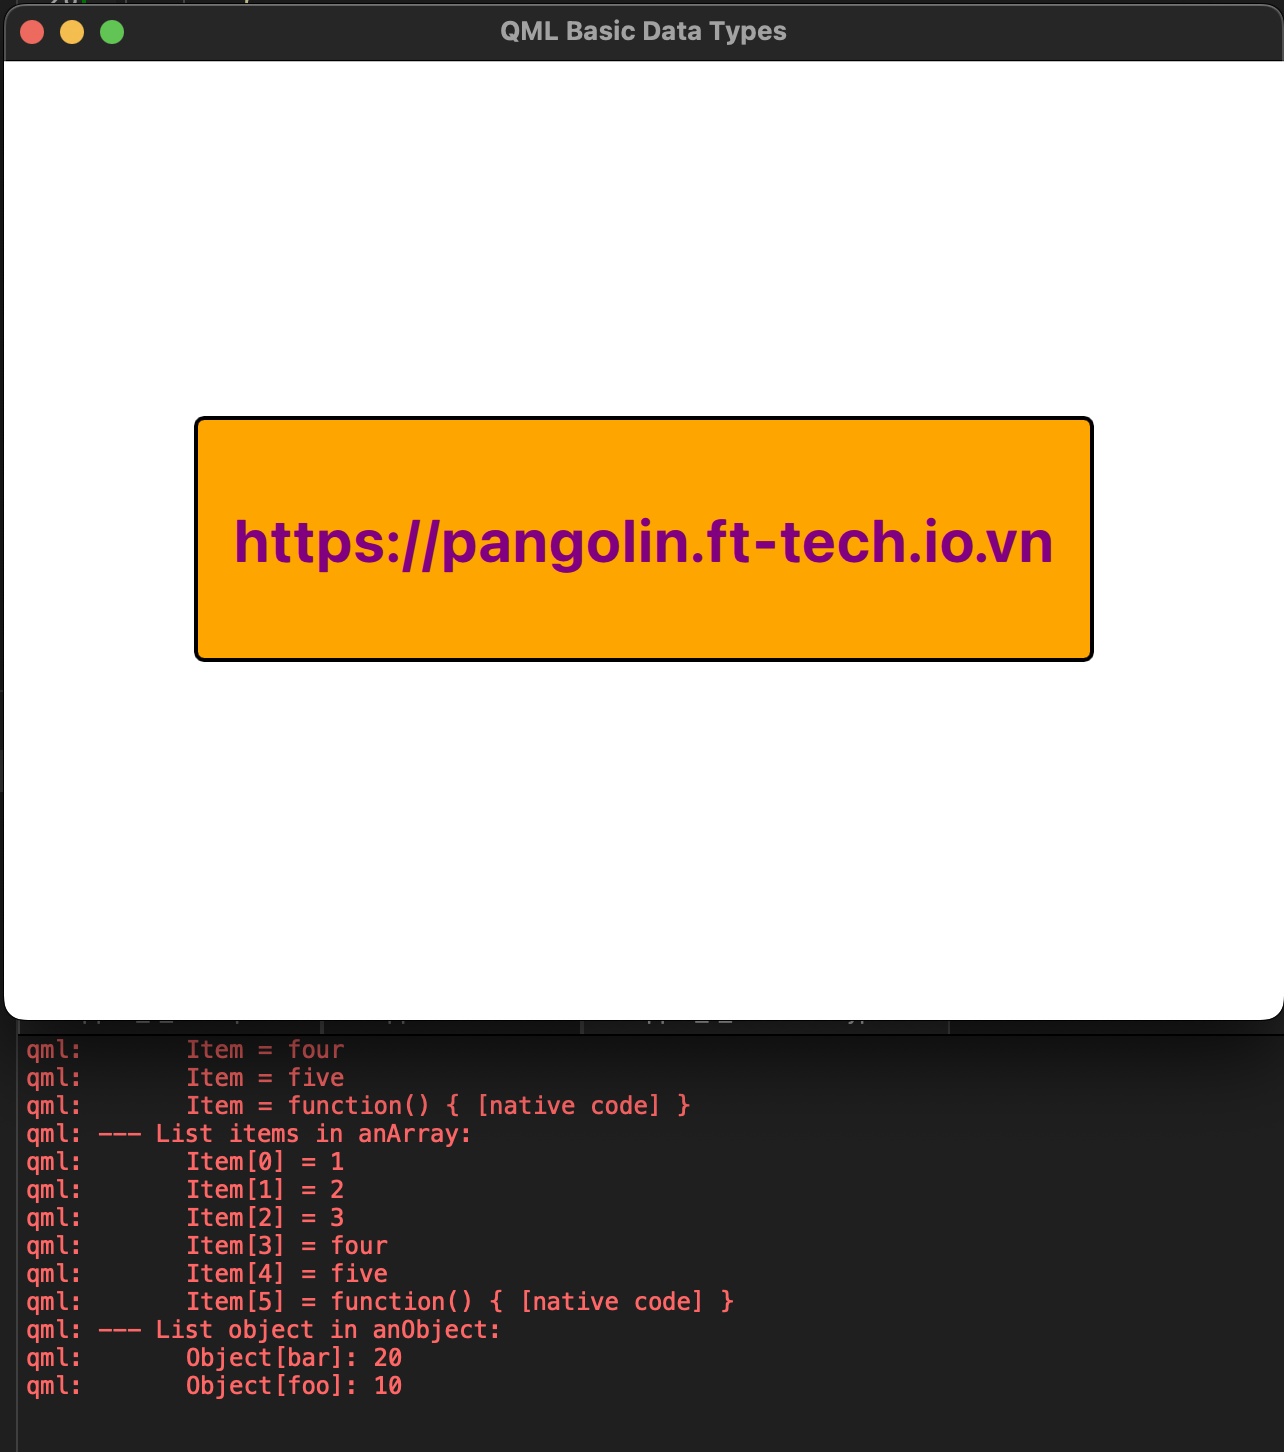 QML Basic Data Types
https://pangolin.ft-tech.io.vn
qml:       Item = four
qml:       Item = five
qml:       Item = function() { [native code] }
qml: --- List items in anArray:
qml:       Item[0] = 1
qml:       Item[1] = 2
qml:       Item[2] = 3
qml:       Item[3] = four
qml:       Item[4] = five
qml:       Item[5] = function() { [native code] }
qml: --- List object in anObject:
qml:       Object[bar]: 20
qml:       Object[foo]: 10